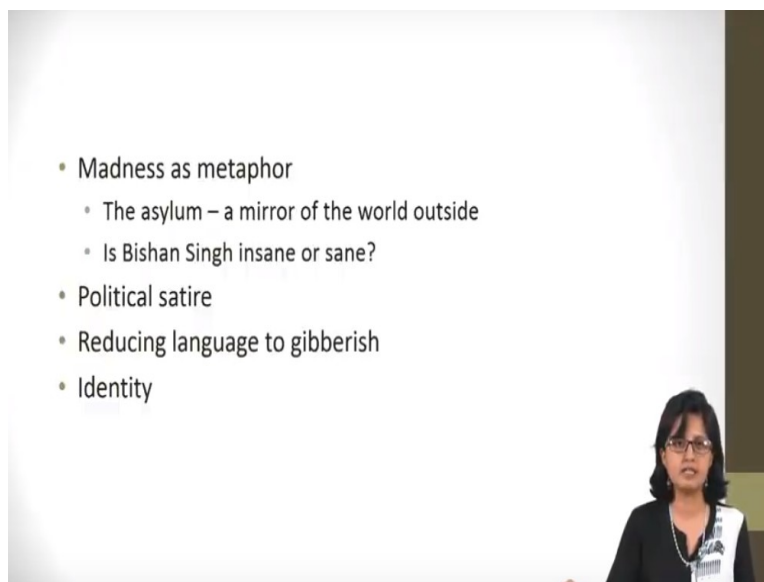 • Madness as metaphor
• The asylum – a mirror of the world outside
• Is Bishan Singh insane or sane?
• Political satire
• Reducing language to gibberish
• Identity